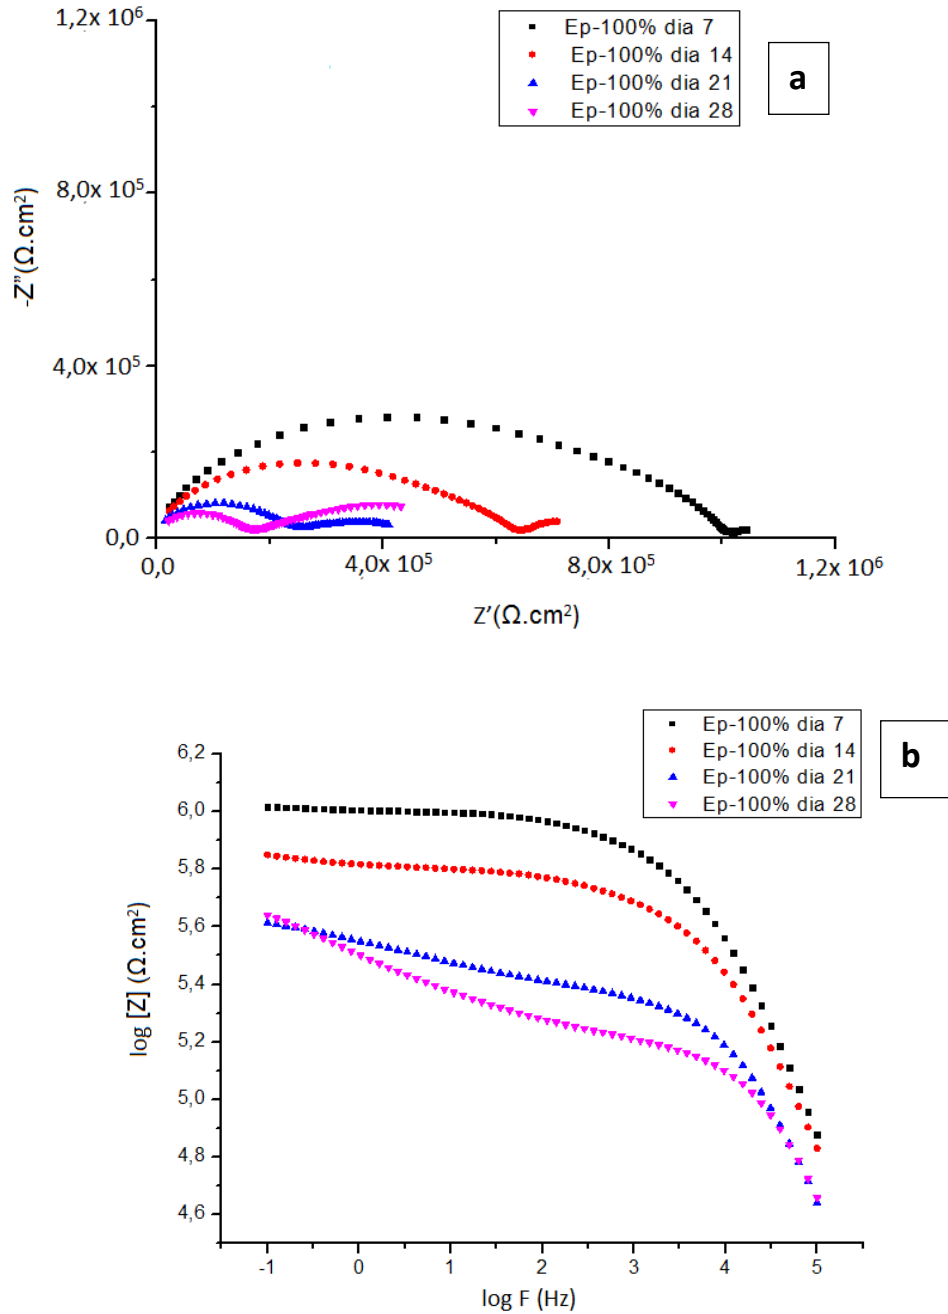 1,2x 10⁶
Ep-100% dia 7
Ep-100% dia 14
Ep-100% dia 21
Ep-100% dia 28
a
8,0x 10⁵
4,0x 10⁵
0,0
-Z”(Ω.cm²)
0,0
4,0x 10⁵
8,0x 10⁵
1,2x 10⁶
Z’(Ω.cm²)
Ep-100% dia 7
Ep-100% dia 14
Ep-100% dia 21
Ep-100% dia 28
b
6,2
6,0
5,8
5,6
5,4
5,2
5,0
4,8
4,6
log [Z] (Ω.cm²)
-1 0 1 2 3 4 5
log F (Hz)